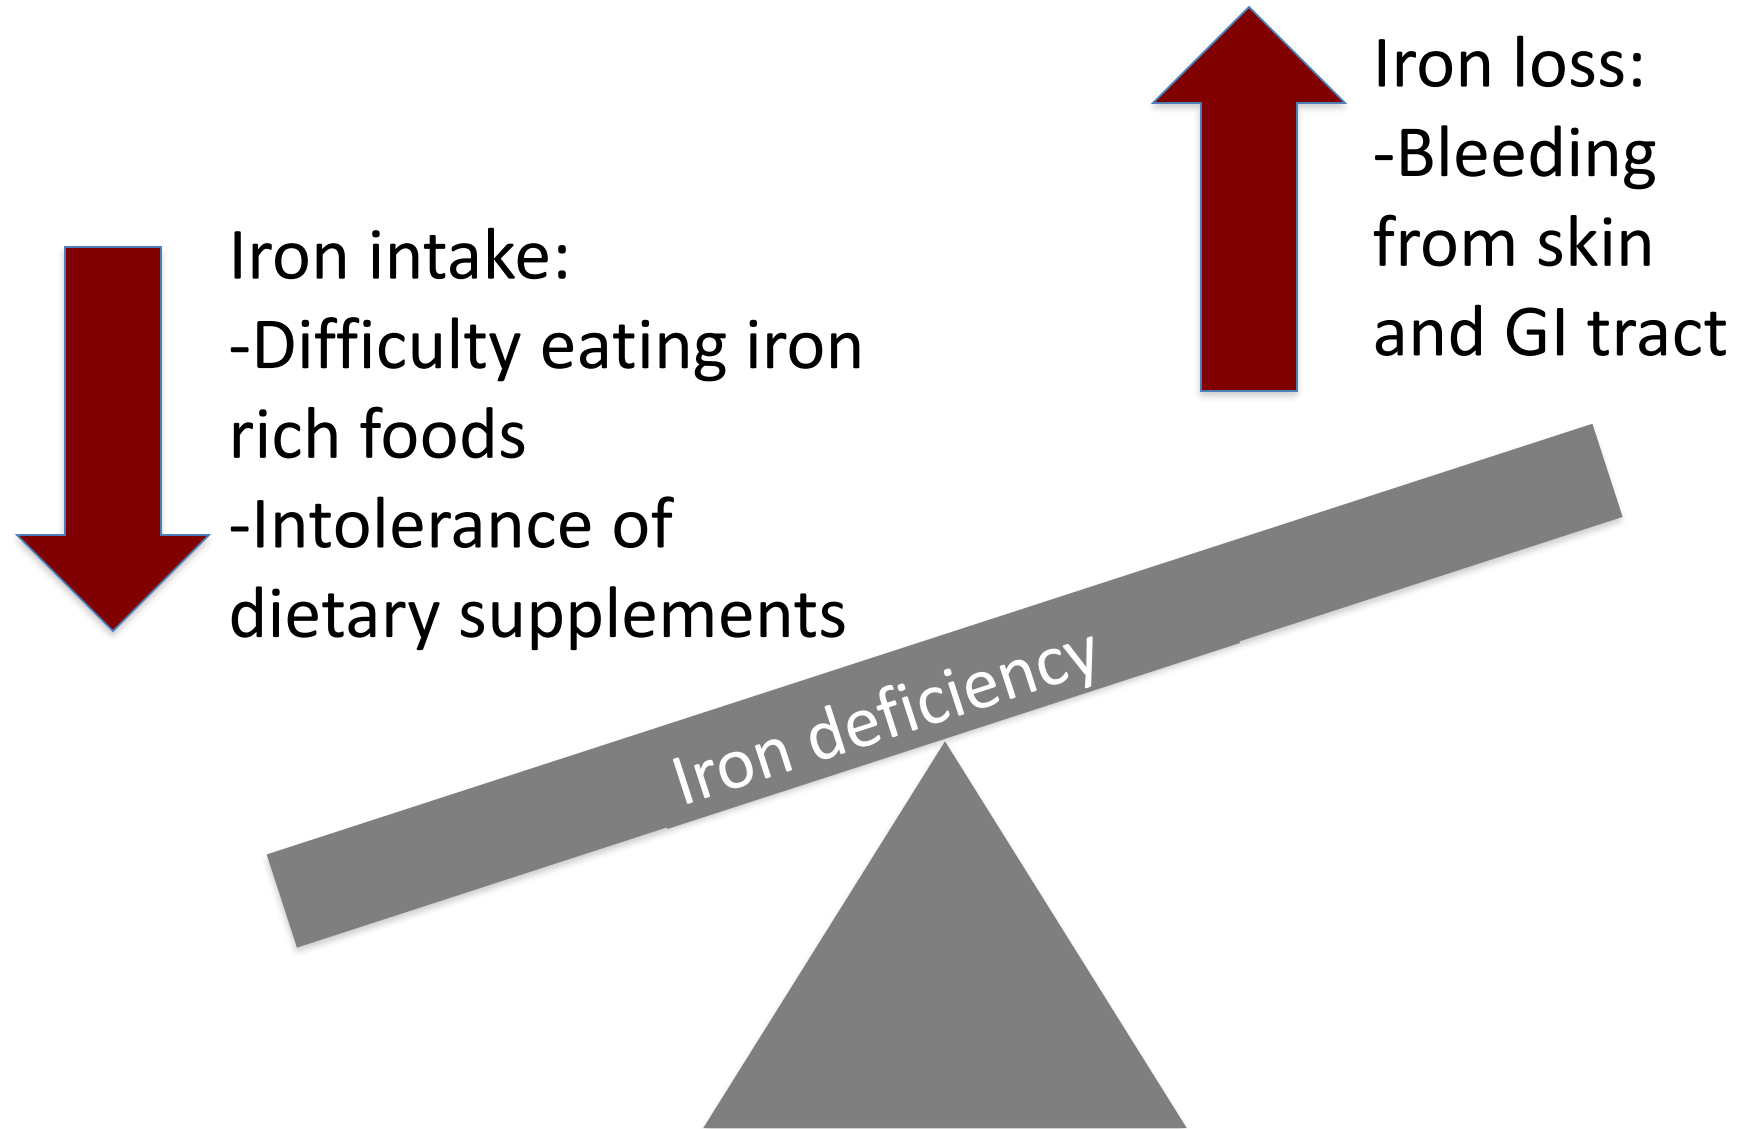 Iron loss:
-Bleeding
from skin
and GI tract
Iron intake:
-Difficulty eating iron
rich foods
-Intolerance of
dietary supplements
Iron deficiency